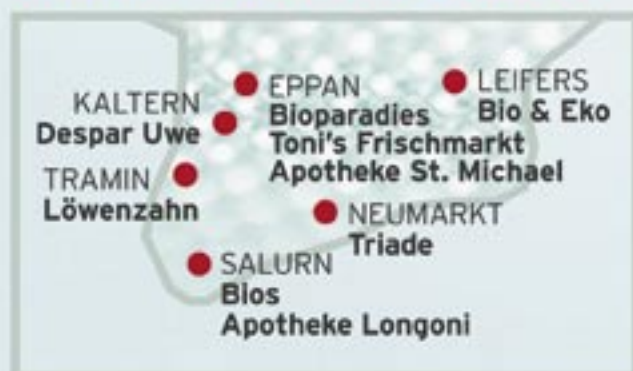 KALTERN
Despar Uwe
EPPAN
Bioparadies
Toni's Frischmarkt
Apotheke St. Michael
LEIFERS
Bio & Eko
TRAMIN
Löwenzahn
NEUMARKT
Triade
SALURN
Bios
Apotheke Longoni